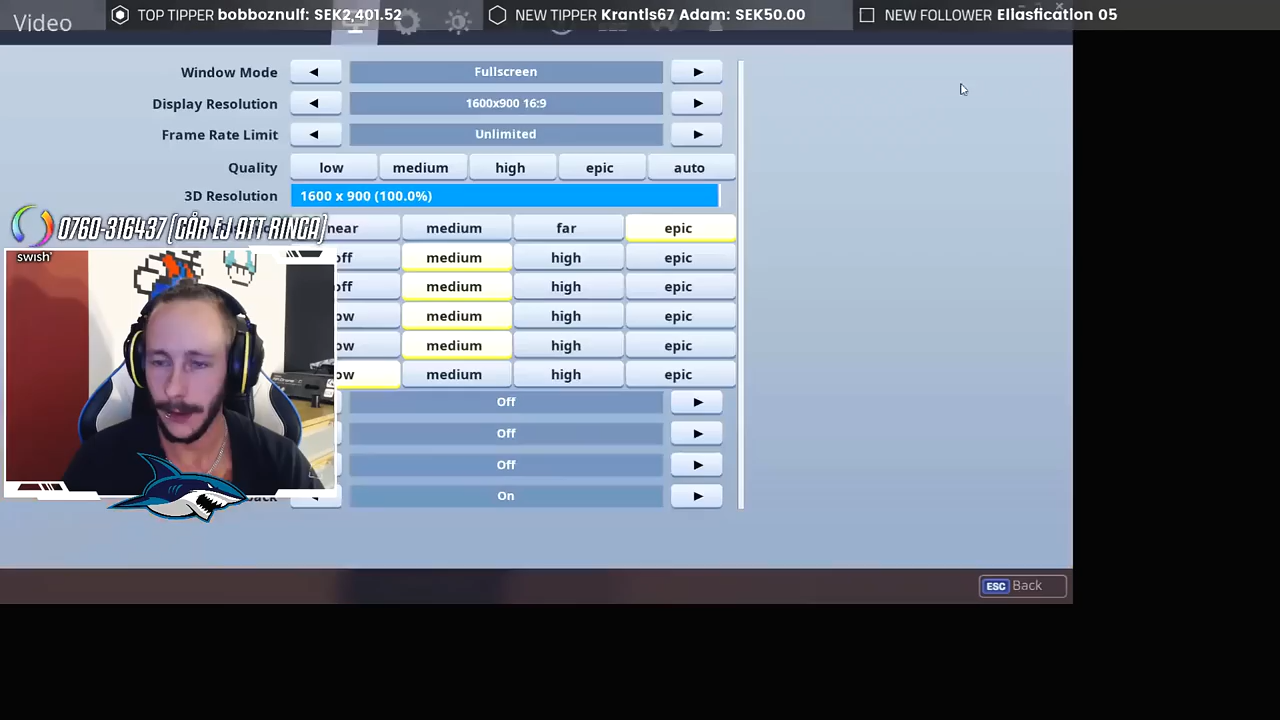 Video
TOP TIPPER bobboznulf: SEK2,401.52
NEW TIPPER Krantls67 Adam: SEK50.00
NEW FOLLOWER Ellasfication 05
Window Mode ◄ Fullscreen ►
Display Resolution ◄ 1600x900 16:9 ►
Frame Rate Limit ◄ Unlimited ►
Quality low medium high epic auto
3D Resolution 1600 x 900 (100.0%)
near medium far epic
0760-316437 (GÅR EJ ATT RINGA)
swish
off medium high epic
off medium high epic
low medium high epic
low medium high epic
low medium high epic
Off ►
Off ►
Off ►
On ►
ESC Back